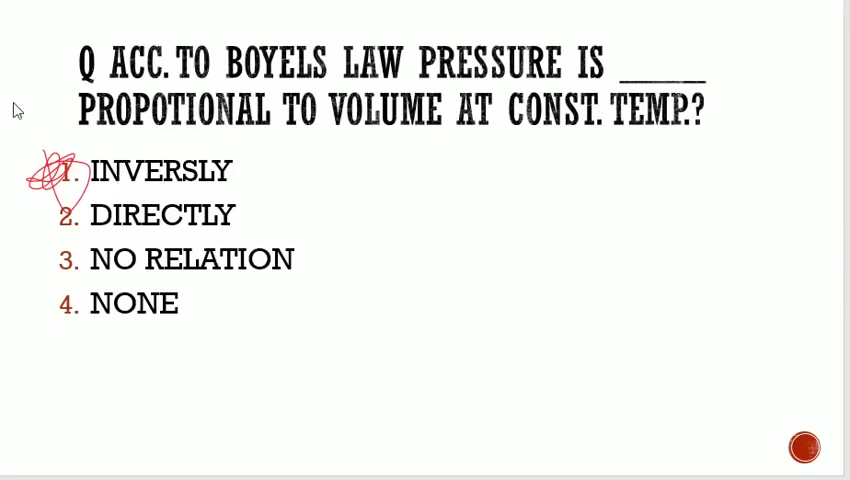 Q ACC. TO BOYELS LAW PRESSURE IS _____
PROPOTIONAL TO VOLUME AT CONST. TEMP.?
1. INVERSLY
2. DIRECTLY
3. NO RELATION
4. NONE